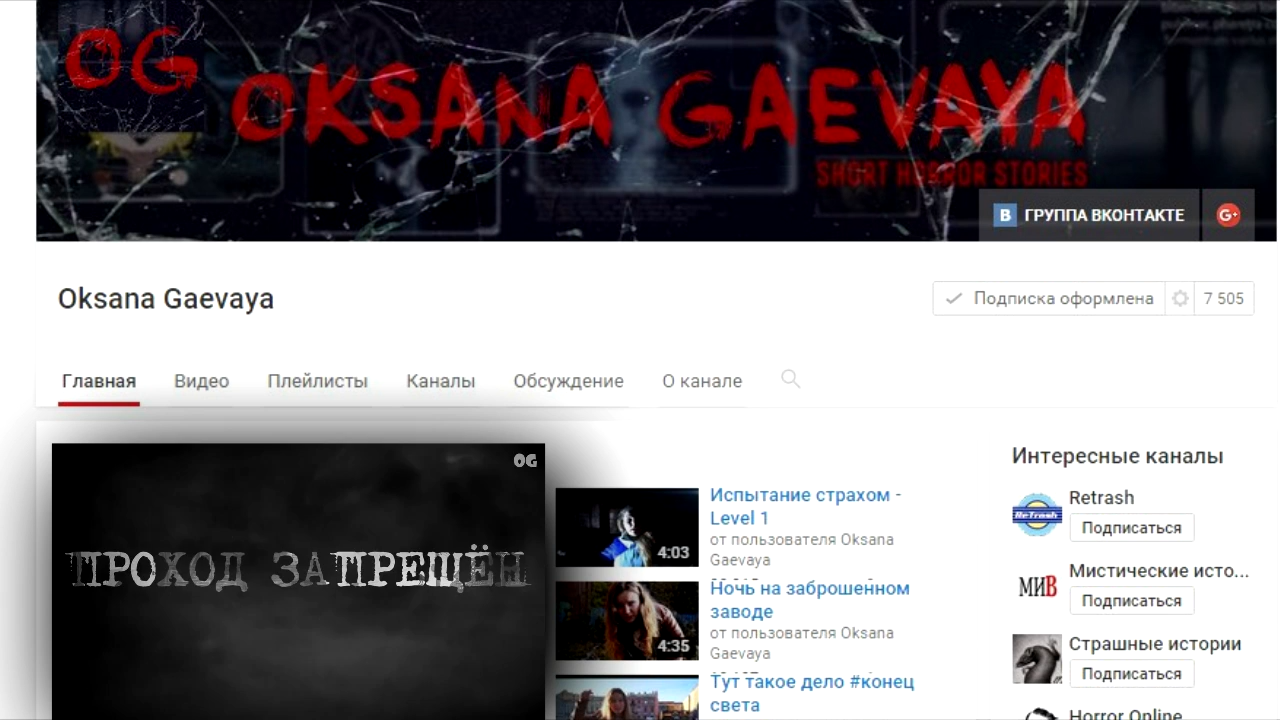 OG
OKSANA GAEVAYA
SHORT HORROR STORIES
B ГРУППА ВКОНТАКТЕ G+
Oksana Gaevaya
Подписка оформлена 7 505
Главная Видео Плейлисты Каналы Обсуждение О канале
OG
ПРОХОД ЗАПРЕЩЁН
4:03
Испытание страхом -
Level 1
от пользователя Oksana
Gaevaya
4:35
Ночь на заброшенном
заводе
от пользователя Oksana
Gaevaya
Тут такое дело #конец
света
Интересные каналы
ReTrash
Retrash
Подписаться
МИВ
Мистические исто...
Подписаться
Страшные истории
Подписаться
Horror Online